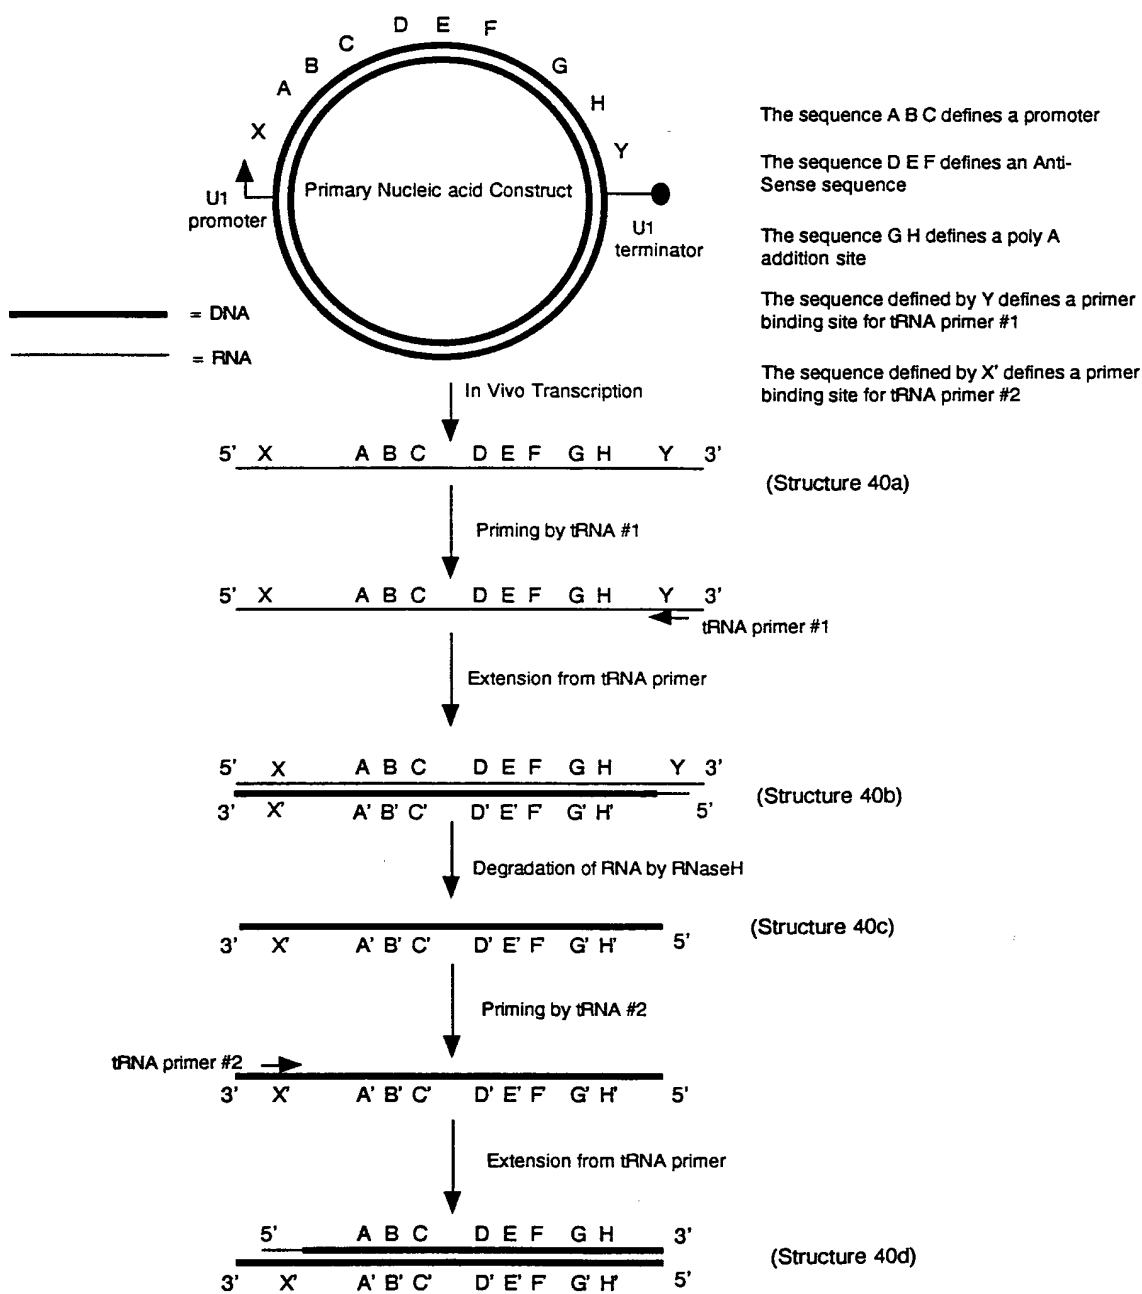 D E F
C
B G
A H
X Y
Primary Nucleic acid Construct
U1
promoter
U1
terminator
The sequence A B C defines a promoter
The sequence D E F defines an Anti-
Sense sequence
The sequence G H defines a poly A
addition site
The sequence defined by Y defines a primer
binding site for tRNA primer #1
The sequence defined by X' defines a primer
binding site for tRNA primer #2
= DNA
= RNA
In Vivo Transcription
5' X A B C D E F G H Y 3'
(Structure 40a)
Priming by tRNA #1
5' X A B C D E F G H Y 3'
tRNA primer #1
Extension from tRNA primer
5' X A B C D E F G H Y 3'
3' X' A' B' C' D' E' F' G' H' 5'
(Structure 40b)
Degradation of RNA by RNaseH
3' X' A' B' C' D' E' F' G' H' 5'
(Structure 40c)
Priming by tRNA #2
tRNA primer #2
3' X' A' B' C' D' E' F' G' H' 5'
Extension from tRNA primer
5' A B C D E F G H 3'
3' X' A' B' C' D' E' F' G' H' 5'
(Structure 40d)